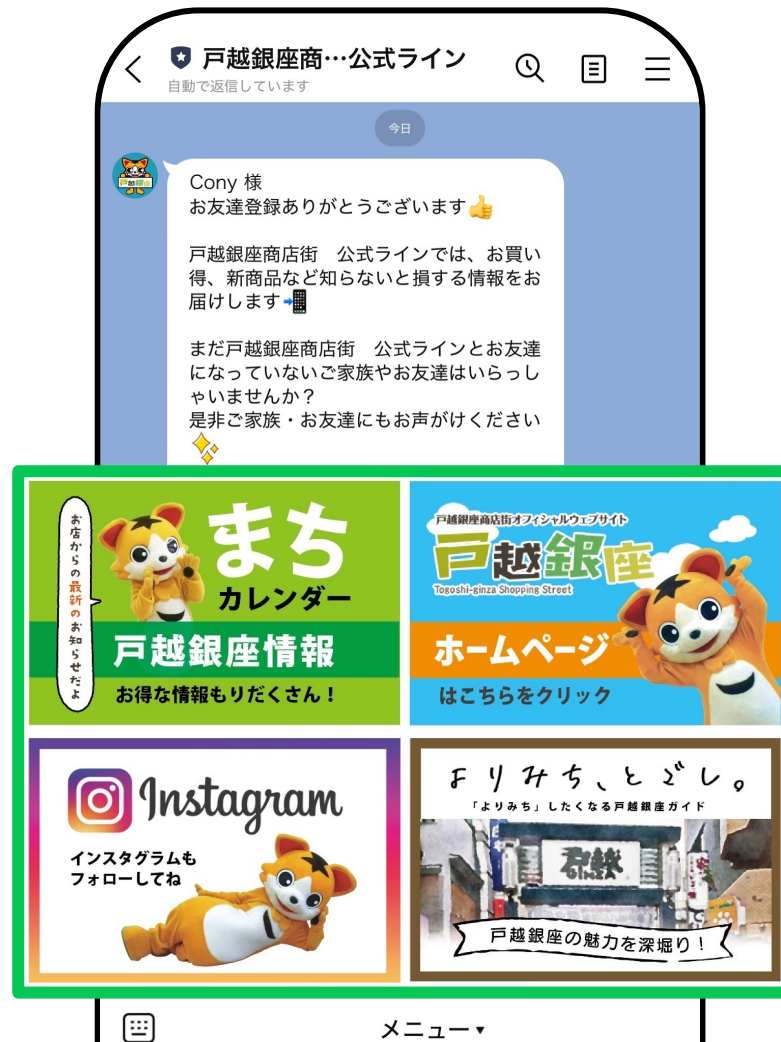 戸越銀座商…公式ライン
自動で返信しています
今日
戸越銀座
Cony 様
お友達登録ありがとうございます👍
戸越銀座商店街　公式ラインでは、お買い
得、新商品など知らないと損する情報をお
届けします📲
まだ戸越銀座商店街　公式ラインとお友達
になっていないご家族やお友達はいらっし
ゃいませんか？
是非ご家族・お友達にもお声がけください
✨
お店からの最新のお知らせだよ
まち
カレンダー
戸越銀座情報
お得な情報もりだくさん！
戸越銀座商店街オフィシャルウェブサイト
戸越銀座
Togoshi-ginza Shopping Street
ホームページ
はこちらをクリック
Instagram
インスタグラムも
フォローしてね
よりみち、とごし。
「よりみち」したくなる戸越銀座ガイド
戸越
GINZA
戸越銀座の魅力を深堀り！
メニュー▾